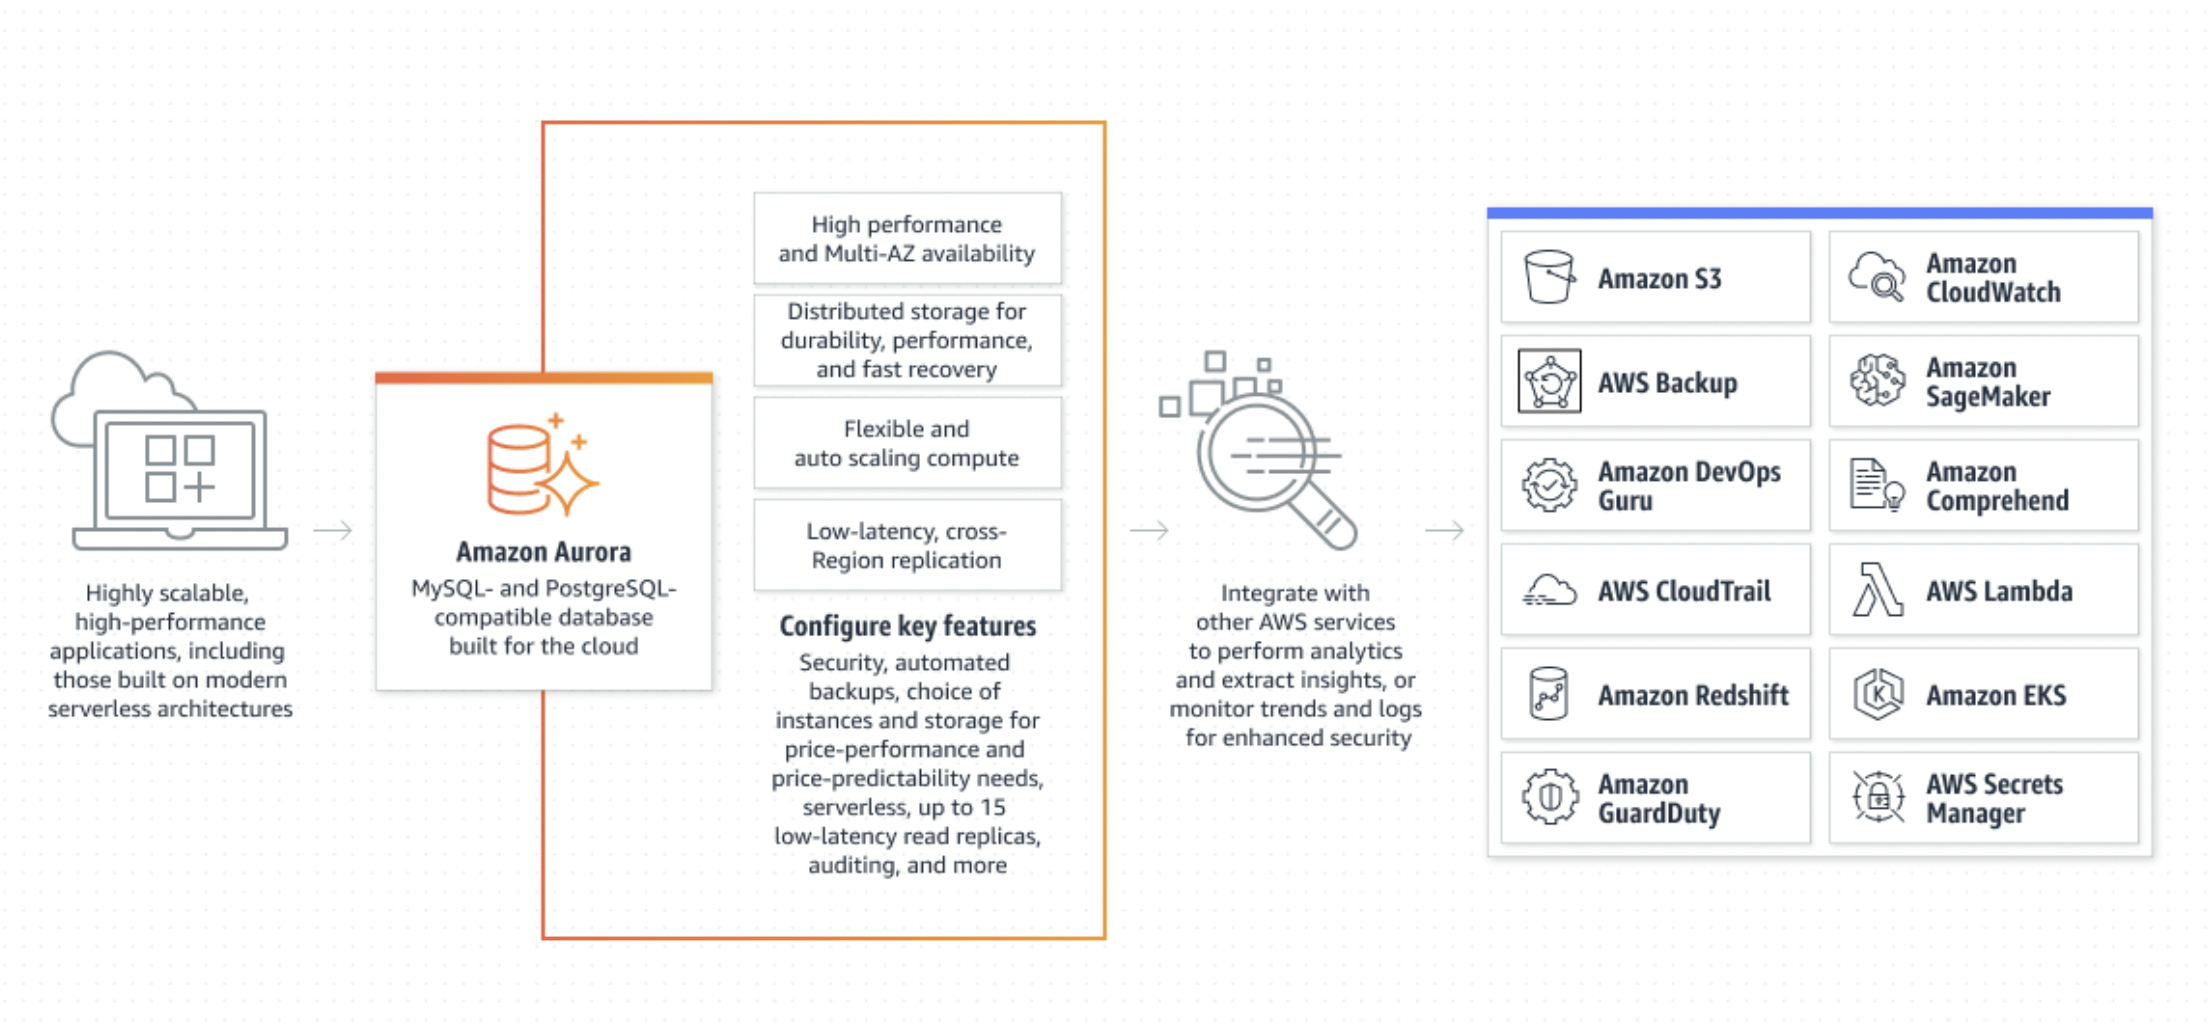 Highly scalable,
high-performance
applications, including
those built on modern
serverless architectures
Amazon Aurora
MySQL- and PostgreSQL-
compatible database
built for the cloud
High performance
and Multi-AZ availability
Distributed storage for
durability, performance,
and fast recovery
Flexible and
auto scaling compute
Low-latency, cross-
Region replication
Configure key features
Security, automated
backups, choice of
instances and storage for
price-performance and
price-predictability needs,
serverless, up to 15
low-latency read replicas,
auditing, and more
Integrate with
other AWS services
to perform analytics
and extract insights, or
monitor trends and logs
for enhanced security
Amazon S3
Amazon
CloudWatch
AWS Backup
Amazon
SageMaker
Amazon DevOps
Guru
Amazon
Comprehend
AWS CloudTrail
AWS Lambda
Amazon Redshift
K
Amazon EKS
Amazon
GuardDuty
AWS Secrets
Manager